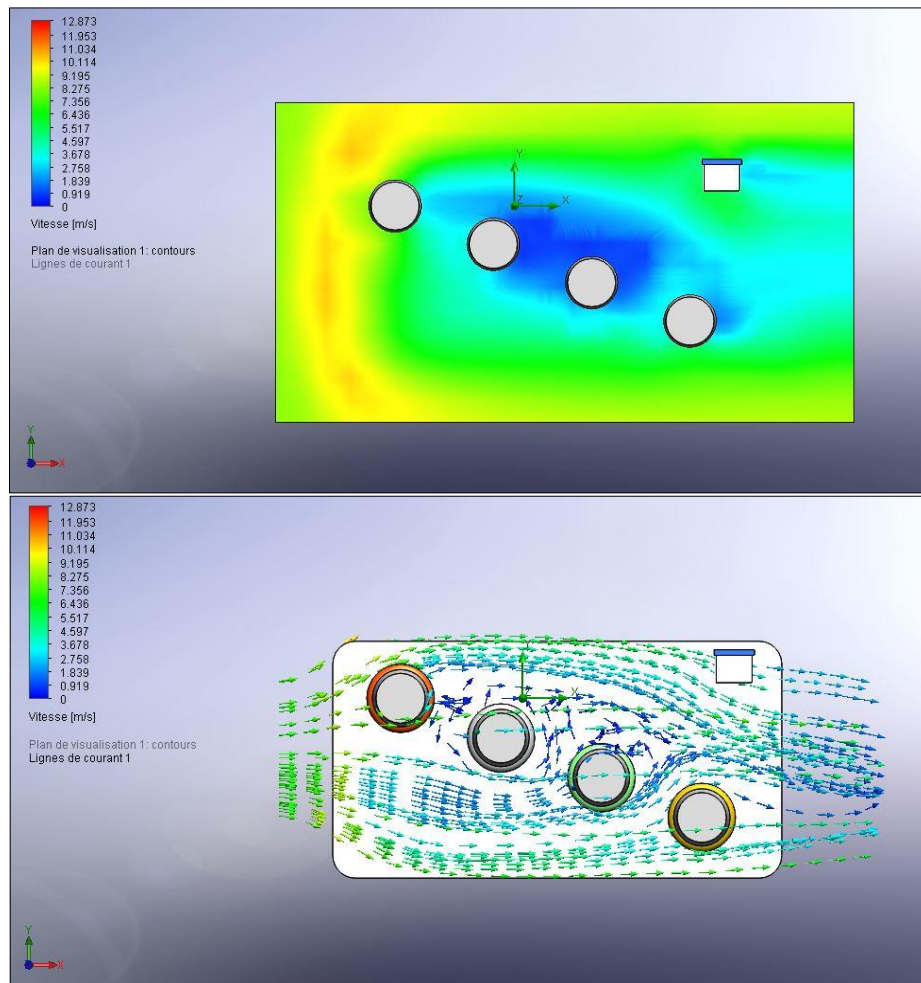 12.873
11.953
11.034
10.114
9.195
8.275
7.356
6.436
5.517
4.597
3.678
2.758
1.839
0.919
0
Vitesse [m/s]
Plan de visualisation 1: contours
Lignes de courant 1
Y
Z
X
Y
X
12.873
11.953
11.034
10.114
9.195
8.275
7.356
6.436
5.517
4.597
3.678
2.758
1.839
0.919
0
Vitesse [m/s]
Plan de visualisation 1: contours
Lignes de courant 1
Y
Z
X
Y
X